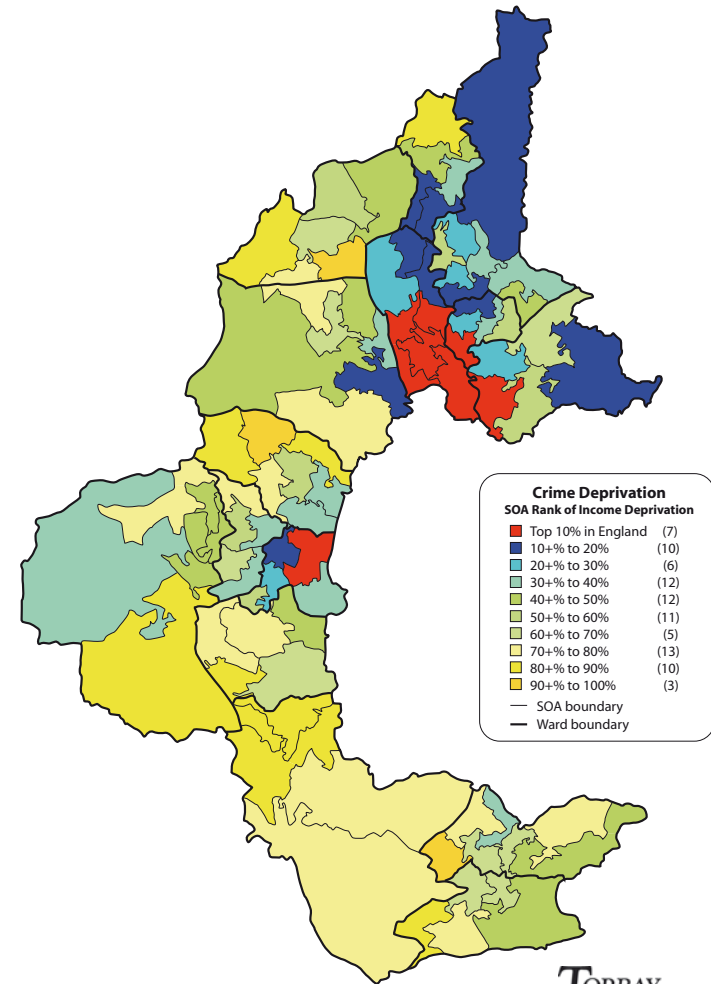 Crime Deprivation
SOA Rank of Income Deprivation
Top 10% in England (7)
10+% to 20% (10)
20+% to 30% (6)
30+% to 40% (12)
40+% to 50% (12)
50+% to 60% (11)
60+% to 70% (5)
70+% to 80% (13)
80+% to 90% (10)
90+% to 100% (3)
SOA boundary
Ward boundary
TORBAY